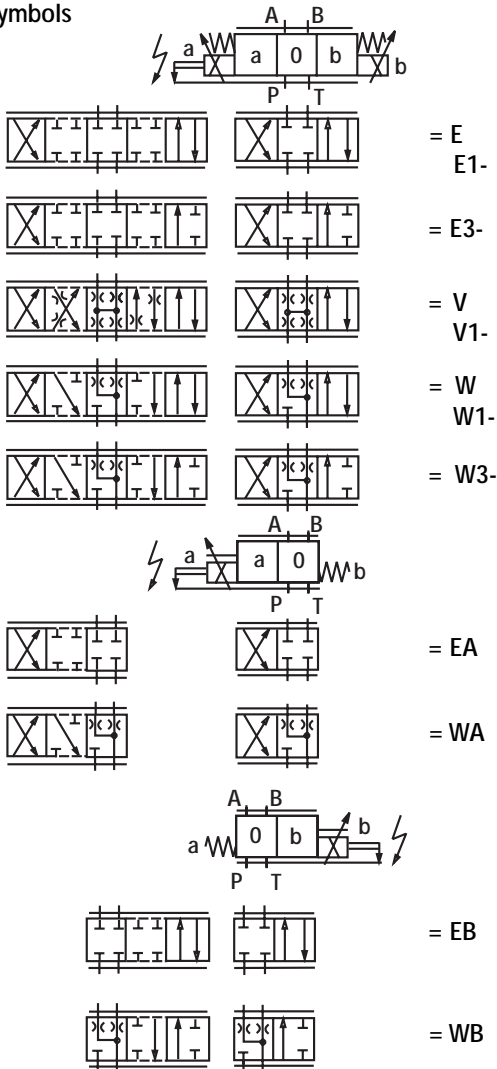 ymbols
A B
a a 0 b b
P T
= E
E1-
= E3-
= V
V1-
= W
W1-
= W3-
A B
a a 0 b
P T
= EA
= WA
A B
a 0 b b
P T
= EB
= WB